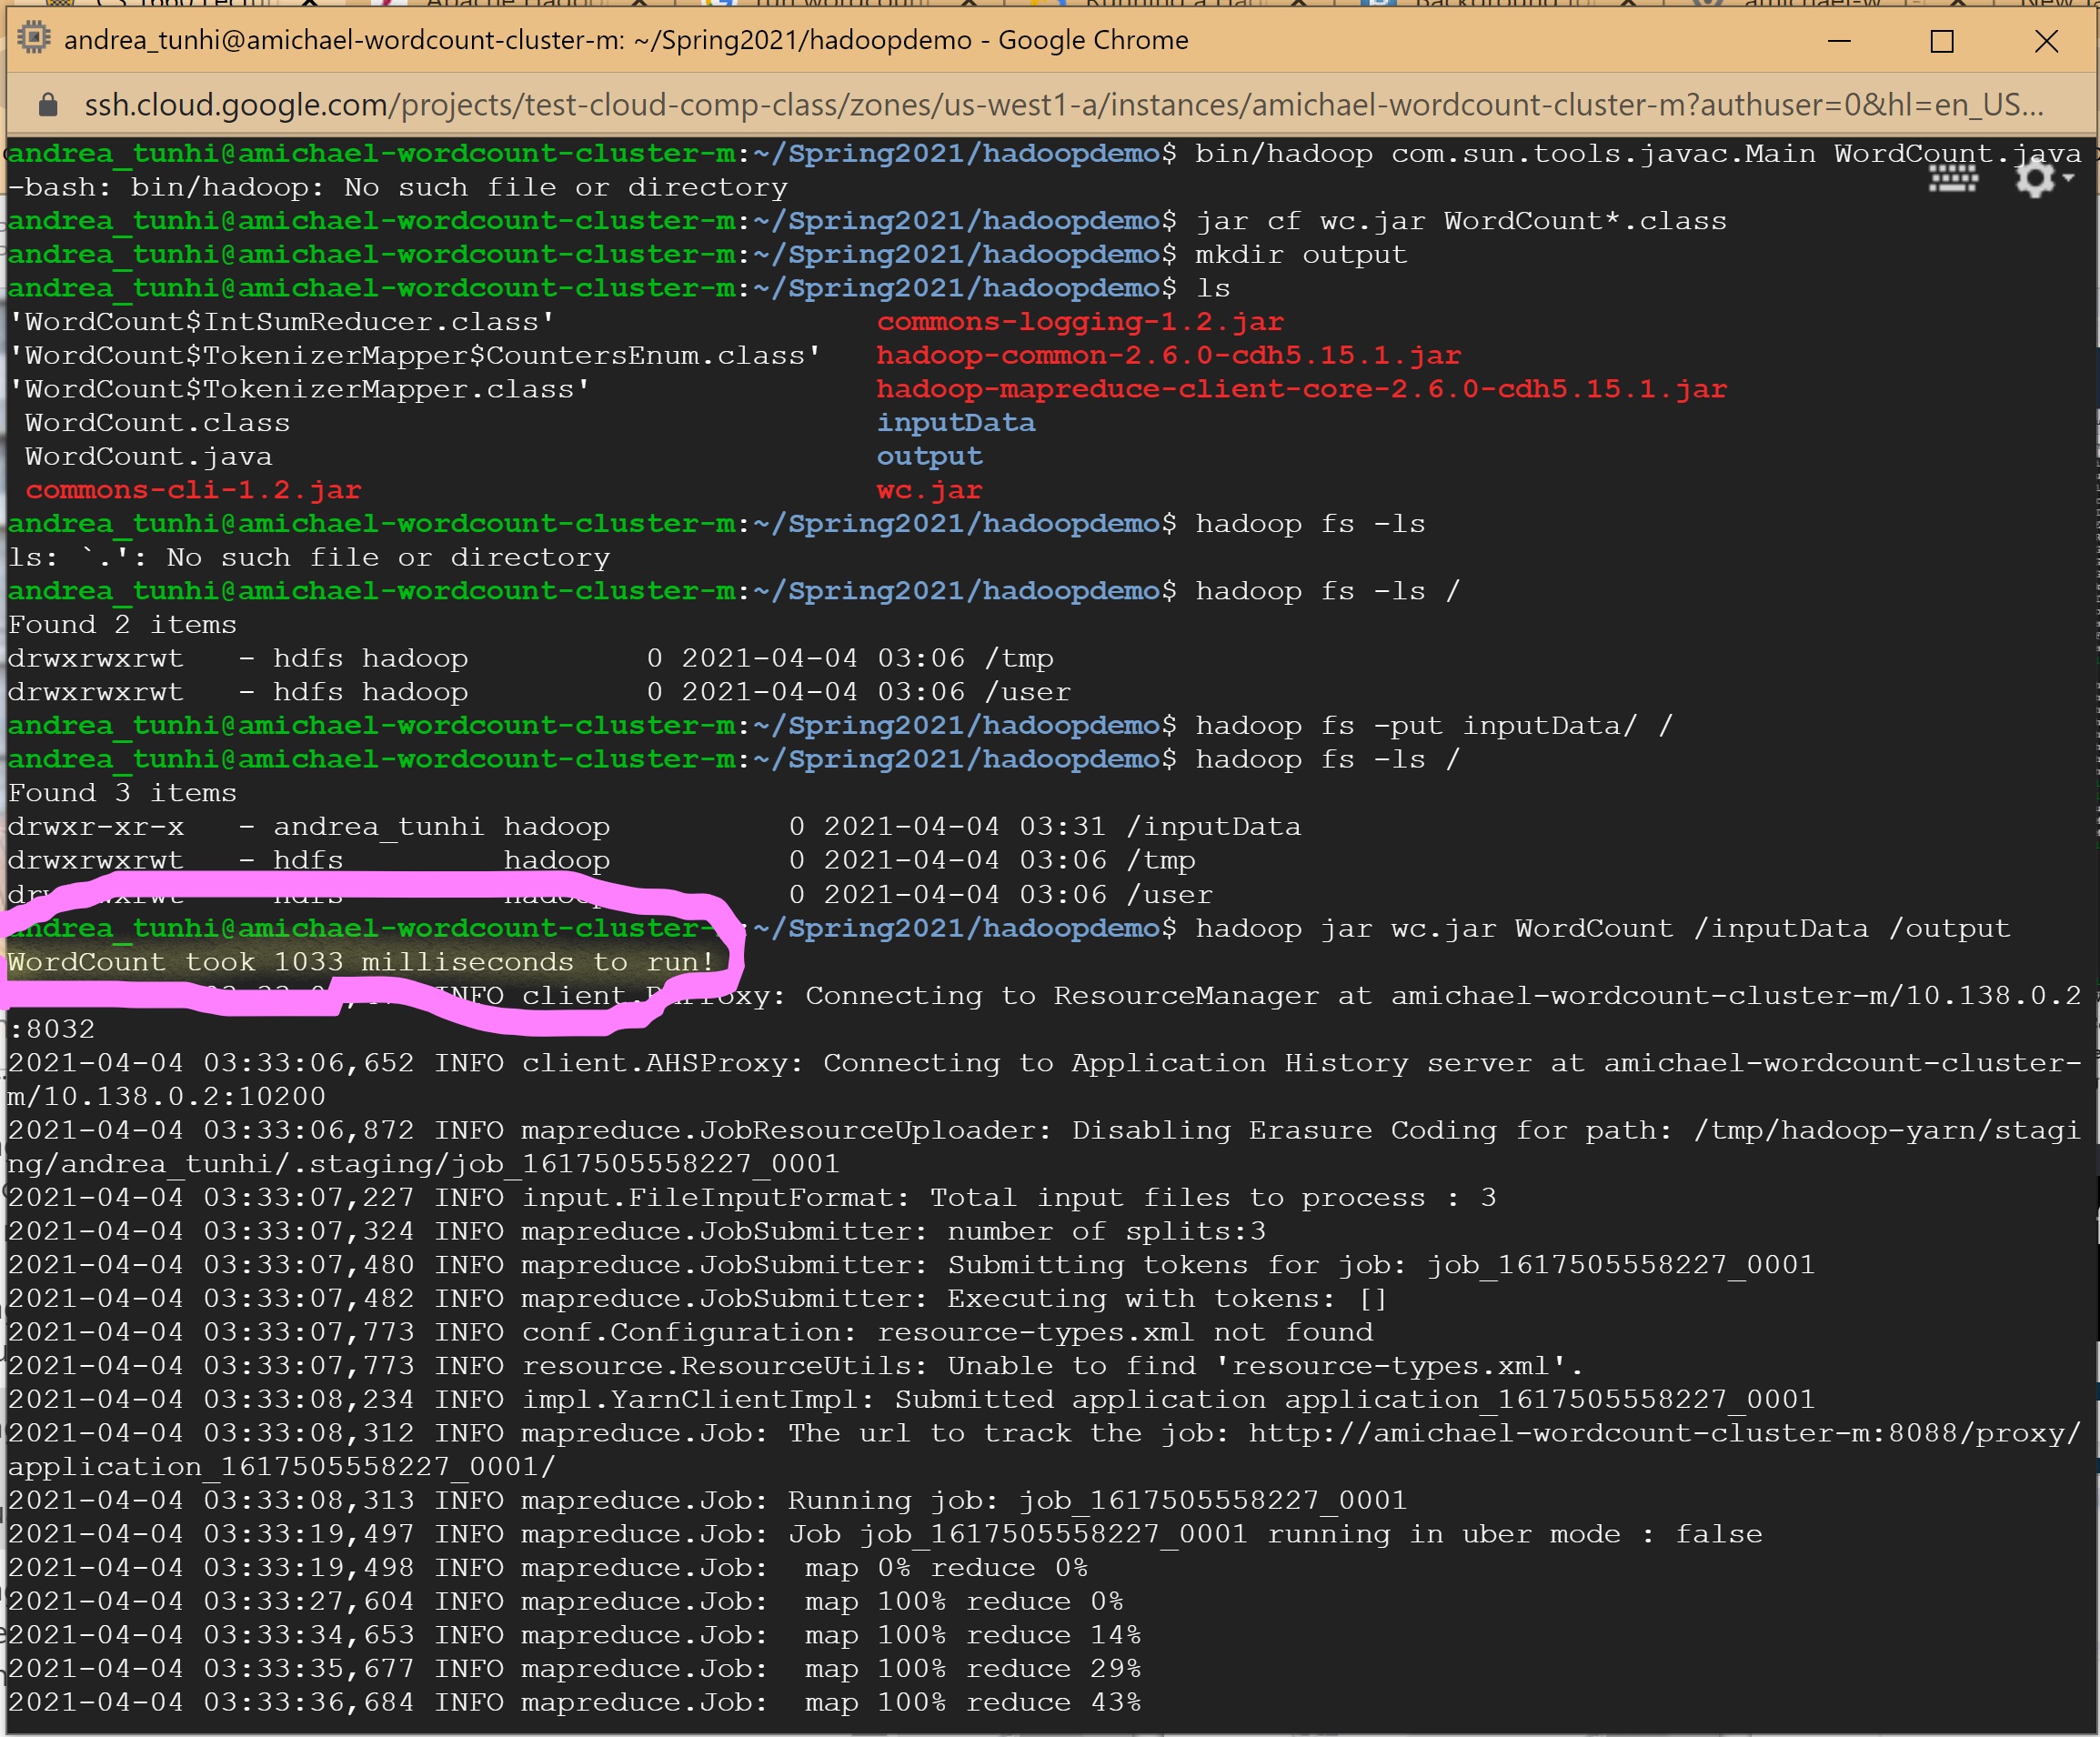 andrea_tunhi@amichael-wordcount-cluster-m: ~/Spring2021/hadoopdemo - Google Chrome
ssh.cloud.google.com/projects/test-cloud-comp-class/zones/us-west1-a/instances/amichael-wordcount-cluster-m?authuser=0&hl=en_US...
andrea_tunhi@amichael-wordcount-cluster-m:~/Spring2021/hadoopdemo$ bin/hadoop com.sun.tools.javac.Main WordCount.java
-bash: bin/hadoop: No such file or directory
andrea_tunhi@amichael-wordcount-cluster-m:~/Spring2021/hadoopdemo$ jar cf wc.jar WordCount*.class
andrea_tunhi@amichael-wordcount-cluster-m:~/Spring2021/hadoopdemo$ mkdir output
andrea_tunhi@amichael-wordcount-cluster-m:~/Spring2021/hadoopdemo$ ls
'WordCount$IntSumReducer.class' commons-logging-1.2.jar
'WordCount$TokenizerMapper$CountersEnum.class' hadoop-common-2.6.0-cdh5.15.1.jar
'WordCount$TokenizerMapper.class' hadoop-mapreduce-client-core-2.6.0-cdh5.15.1.jar
WordCount.class inputData
WordCount.java output
commons-cli-1.2.jar wc.jar
andrea_tunhi@amichael-wordcount-cluster-m:~/Spring2021/hadoopdemo$ hadoop fs -ls
ls: `.': No such file or directory
andrea_tunhi@amichael-wordcount-cluster-m:~/Spring2021/hadoopdemo$ hadoop fs -ls /
Found 2 items
drwxrwxrwt - hdfs hadoop 0 2021-04-04 03:06 /tmp
drwxrwxrwt - hdfs hadoop 0 2021-04-04 03:06 /user
andrea_tunhi@amichael-wordcount-cluster-m:~/Spring2021/hadoopdemo$ hadoop fs -put inputData/ /
andrea_tunhi@amichael-wordcount-cluster-m:~/Spring2021/hadoopdemo$ hadoop fs -ls /
Found 3 items
drwxr-xr-x - andrea_tunhi hadoop 0 2021-04-04 03:31 /inputData
drwxrwxrwt - hdfs hadoop 0 2021-04-04 03:06 /tmp
drwxrwxrwt - hdfs hadoop 0 2021-04-04 03:06 /user
andrea_tunhi@amichael-wordcount-cluster-m:~/Spring2021/hadoopdemo$ hadoop jar wc.jar WordCount /inputData /output
WordCount took 1033 milliseconds to run!
INFO client.RMProxy: Connecting to ResourceManager at amichael-wordcount-cluster-m/10.138.0.2
:8032
2021-04-04 03:33:06,652 INFO client.AHSProxy: Connecting to Application History server at amichael-wordcount-cluster-
m/10.138.0.2:10200
2021-04-04 03:33:06,872 INFO mapreduce.JobResourceUploader: Disabling Erasure Coding for path: /tmp/hadoop-yarn/stagi
ng/andrea_tunhi/.staging/job_1617505558227_0001
2021-04-04 03:33:07,227 INFO input.FileInputFormat: Total input files to process : 3
2021-04-04 03:33:07,324 INFO mapreduce.JobSubmitter: number of splits:3
2021-04-04 03:33:07,480 INFO mapreduce.JobSubmitter: Submitting tokens for job: job_1617505558227_0001
2021-04-04 03:33:07,482 INFO mapreduce.JobSubmitter: Executing with tokens: []
2021-04-04 03:33:07,773 INFO conf.Configuration: resource-types.xml not found
2021-04-04 03:33:07,773 INFO resource.ResourceUtils: Unable to find 'resource-types.xml'.
2021-04-04 03:33:08,234 INFO impl.YarnClientImpl: Submitted application application_1617505558227_0001
2021-04-04 03:33:08,312 INFO mapreduce.Job: The url to track the job: http://amichael-wordcount-cluster-m:8088/proxy/
application_1617505558227_0001/
2021-04-04 03:33:08,313 INFO mapreduce.Job: Running job: job_1617505558227_0001
2021-04-04 03:33:19,497 INFO mapreduce.Job: Job job_1617505558227_0001 running in uber mode : false
2021-04-04 03:33:19,498 INFO mapreduce.Job: map 0% reduce 0%
2021-04-04 03:33:27,604 INFO mapreduce.Job: map 100% reduce 0%
2021-04-04 03:33:34,653 INFO mapreduce.Job: map 100% reduce 14%
2021-04-04 03:33:35,677 INFO mapreduce.Job: map 100% reduce 29%
2021-04-04 03:33:36,684 INFO mapreduce.Job: map 100% reduce 43%